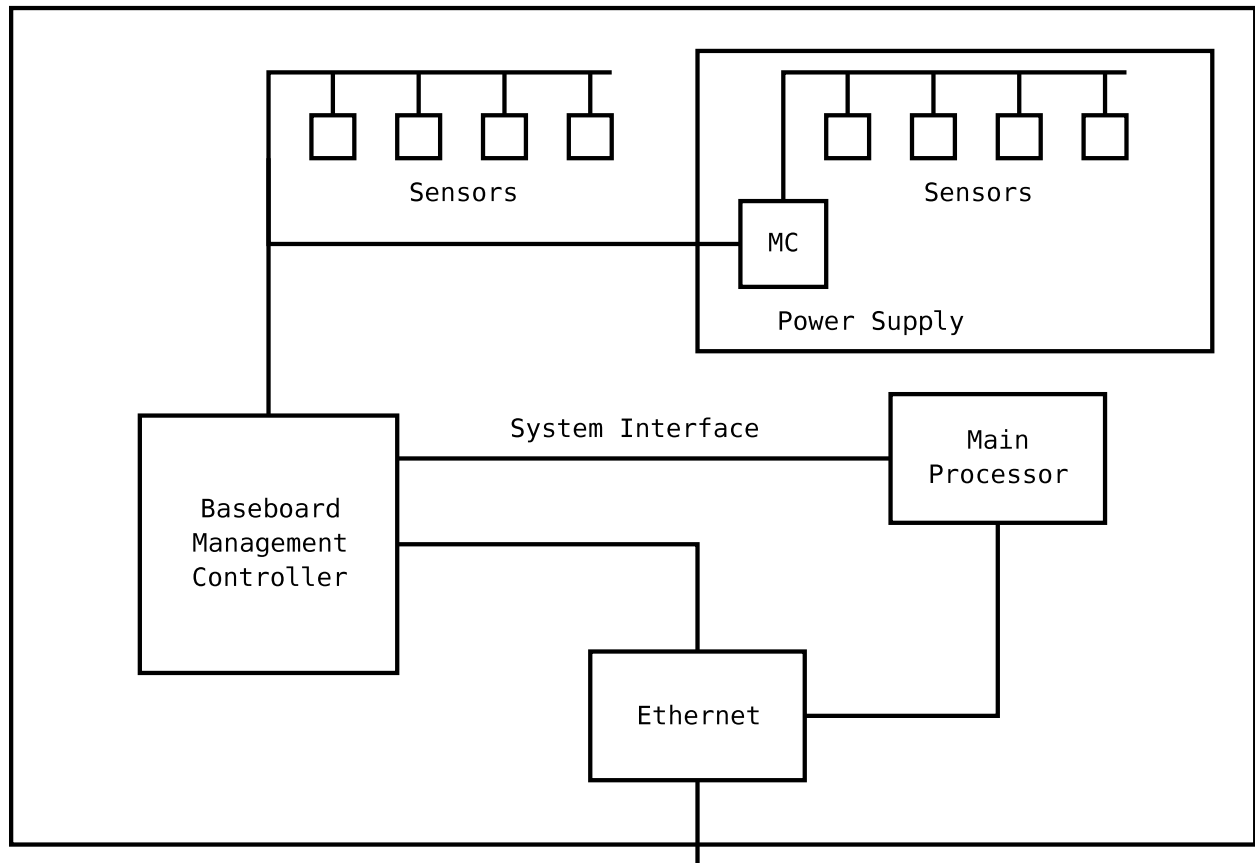 Sensors
Sensors
MC
Power Supply
System Interface
Main
Processor
Baseboard
Management
Controller
Ethernet